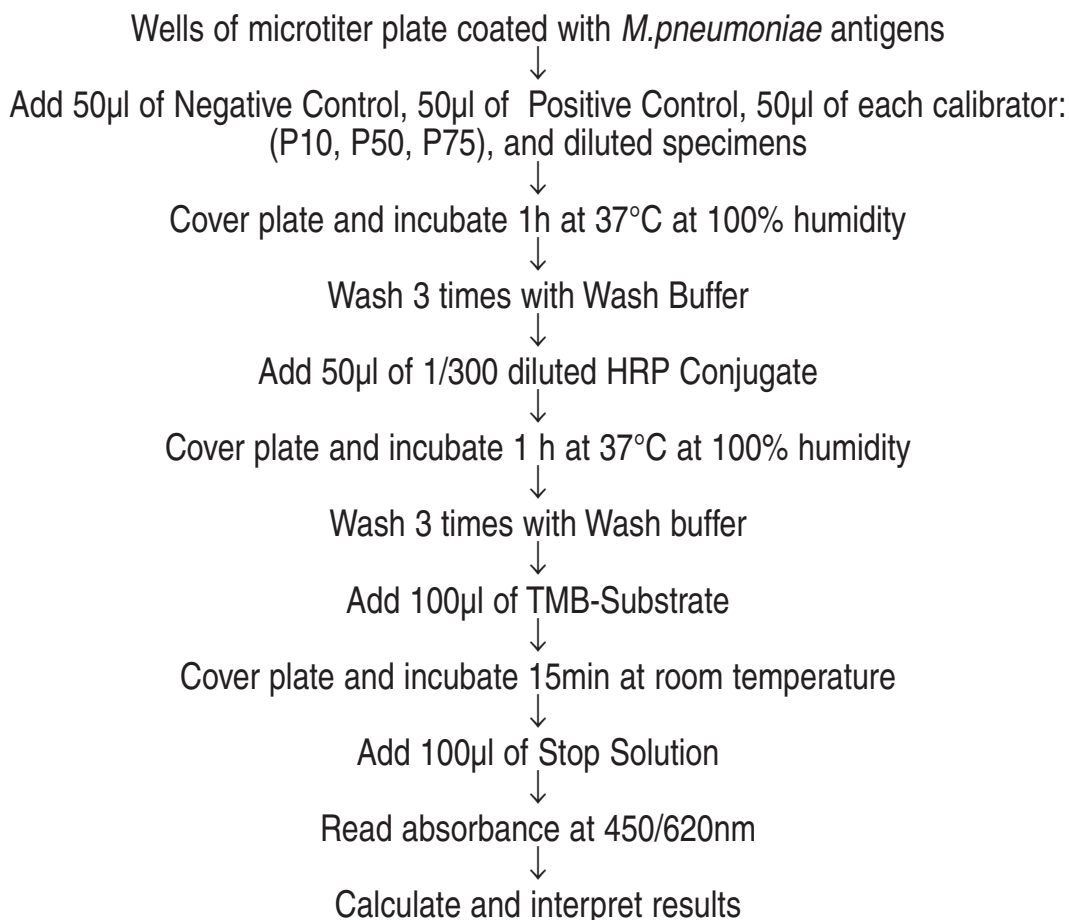 Wells of microtiter plate coated with M.pneumoniae antigens
↓
Add 50µl of Negative Control, 50µl of Positive Control, 50µl of each calibrator:
(P10, P50, P75), and diluted specimens
↓
Cover plate and incubate 1h at 37°C at 100% humidity
↓
Wash 3 times with Wash Buffer
↓
Add 50µl of 1/300 diluted HRP Conjugate
↓
Cover plate and incubate 1 h at 37°C at 100% humidity
↓
Wash 3 times with Wash buffer
↓
Add 100µl of TMB-Substrate
↓
Cover plate and incubate 15min at room temperature
↓
Add 100µl of Stop Solution
↓
Read absorbance at 450/620nm
↓
Calculate and interpret results